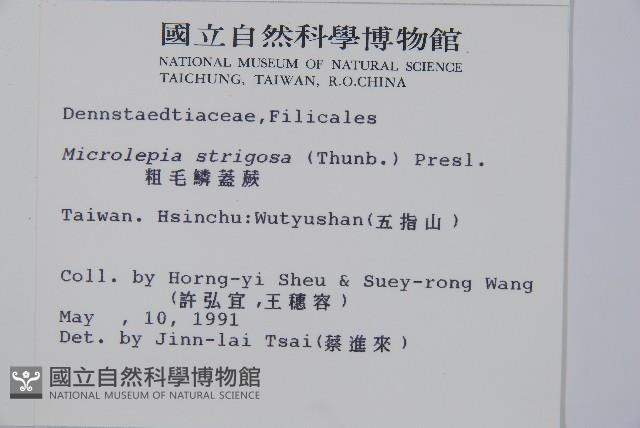 國立自然科學博物館
NATIONAL MUSEUM OF NATURAL SCIENCE
TAICHUNG, TAIWAN, R.O.CHINA
Dennstaedtiaceae,Filicales
Microlepia strigosa (Thunb.) Presl.
粗毛鱗蓋蕨
Taiwan. Hsinchu:Wutyushan(五指山)
Coll. by Horng-yi Sheu & Suey-rong Wang
(許弘宜,王穗容)
May , 10, 1991
Det. by Jinn-lai Tsai(蔡進來)
國立自然科學博物館
NATIONAL MUSEUM OF NATURAL SCIENCE